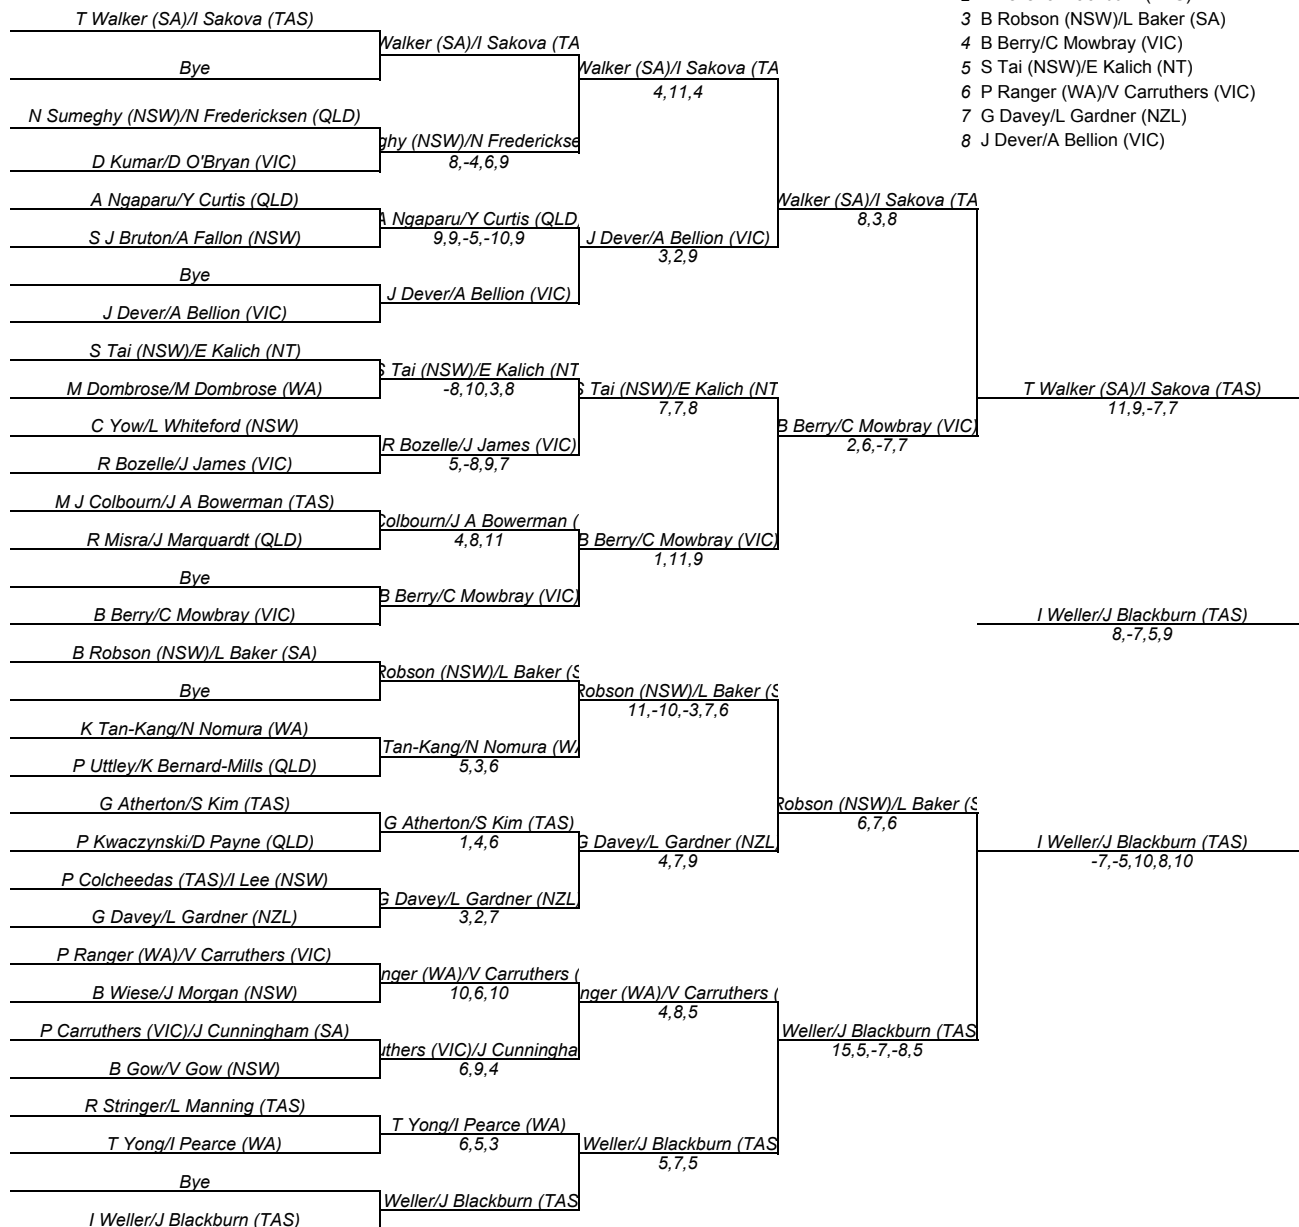 T Walker (SA)/I Sakova (TAS)
Bye
N Sumeghy (NSW)/N Fredericksen (QLD)
D Kumar/D O'Bryan (VIC)
A Ngaparu/Y Curtis (QLD)
S J Bruton/A Fallon (NSW)
Bye
J Dever/A Bellion (VIC)
S Tai (NSW)/E Kalich (NT)
M Dombrose/M Dombrose (WA)
C Yow/L Whiteford (NSW)
R Bozelle/J James (VIC)
M J Colbourn/J A Bowerman (TAS)
R Misra/J Marquardt (QLD)
Bye
B Berry/C Mowbray (VIC)
B Robson (NSW)/L Baker (SA)
Bye
K Tan-Kang/N Nomura (WA)
P Uttley/K Bernard-Mills (QLD)
G Atherton/S Kim (TAS)
P Kwaczynski/D Payne (QLD)
P Colcheedas (TAS)/I Lee (NSW)
G Davey/L Gardner (NZL)
P Ranger (WA)/V Carruthers (VIC)
B Wiese/J Morgan (NSW)
P Carruthers (VIC)/J Cunningham (SA)
B Gow/V Gow (NSW)
R Stringer/L Manning (TAS)
T Yong/I Pearce (WA)
Bye
I Weller/J Blackburn (TAS)
Walker (SA)/I Sakova (TA
ghy (NSW)/N Frederickse
8,-4,6,9
A Ngaparu/Y Curtis (QLD)
9,9,-5,-10,9
J Dever/A Bellion (VIC)
S Tai (NSW)/E Kalich (NT
-8,10,3,8
R Bozelle/J James (VIC)
5,-8,9,7
Colbourn/J A Bowerman (
4,8,11
B Berry/C Mowbray (VIC)
Robson (NSW)/L Baker (S
Tan-Kang/N Nomura (WA
5,3,6
G Atherton/S Kim (TAS)
1,4,6
G Davey/L Gardner (NZL)
3,2,7
nger (WA)/V Carruthers (
10,6,10
uthers (VIC)/J Cunningha
6,9,4
T Yong/I Pearce (WA)
6,5,3
Weller/J Blackburn (TAS
Walker (SA)/I Sakova (TA
4,11,4
J Dever/A Bellion (VIC)
3,2,9
S Tai (NSW)/E Kalich (NT
7,7,8
B Berry/C Mowbray (VIC)
1,11,9
Robson (NSW)/L Baker (S
11,-10,-3,7,6
G Davey/L Gardner (NZL)
4,7,9
nger (WA)/V Carruthers (
4,8,5
Weller/J Blackburn (TAS
5,7,5
Walker (SA)/I Sakova (TA
8,3,8
B Berry/C Mowbray (VIC)
2,6,-7,7
Robson (NSW)/L Baker (S
6,7,6
Weller/J Blackburn (TAS
15,5,-7,-8,5
3 B Robson (NSW)/L Baker (SA)
4 B Berry/C Mowbray (VIC)
5 S Tai (NSW)/E Kalich (NT)
6 P Ranger (WA)/V Carruthers (VIC)
7 G Davey/L Gardner (NZL)
8 J Dever/A Bellion (VIC)
T Walker (SA)/I Sakova (TAS)
11,9,-7,7
I Weller/J Blackburn (TAS)
8,-7,5,9
I Weller/J Blackburn (TAS)
-7,-5,10,8,10